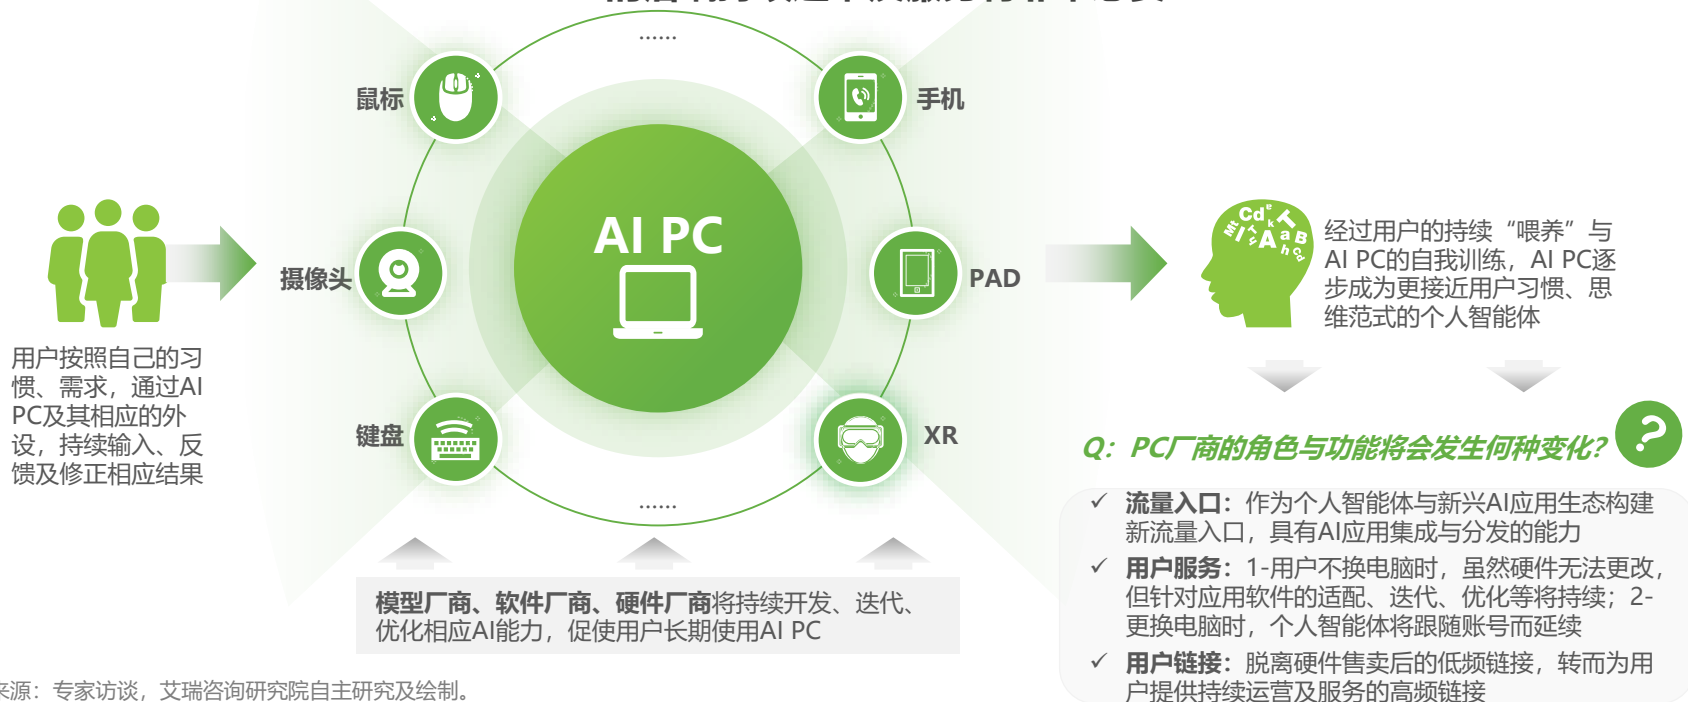 ……
鼠标
手机
AI PC
摄像头
PAD
键盘
XR
……
用户按照自己的习
惯、需求，通过AI
PC及其相应的外
设，持续输入、反
馈及修正相应结果
模型厂商、软件厂商、硬件厂商将持续开发、迭代、
优化相应AI能力，促使用户长期使用AI PC
经过用户的持续“喂养”与
AI PC的自我训练，AI PC逐
步成为更接近用户习惯、思
维范式的个人智能体
Q：PC厂商的角色与功能将会发生何种变化?
?
✓ 流量入口：作为个人智能体与新兴AI应用生态构建
新流量入口，具有AI应用集成与分发的能力
✓ 用户服务：1-用户不换电脑时，虽然硬件无法更改，
但针对应用软件的适配、迭代、优化等将持续；2-
更换电脑时，个人智能体将跟随账号而延续
✓ 用户链接：脱离硬件售卖后的低频链接，转而为用
户提供持续运营及服务的高频链接
来源：专家访谈，艾瑞咨询研究院自主研究及绘制。